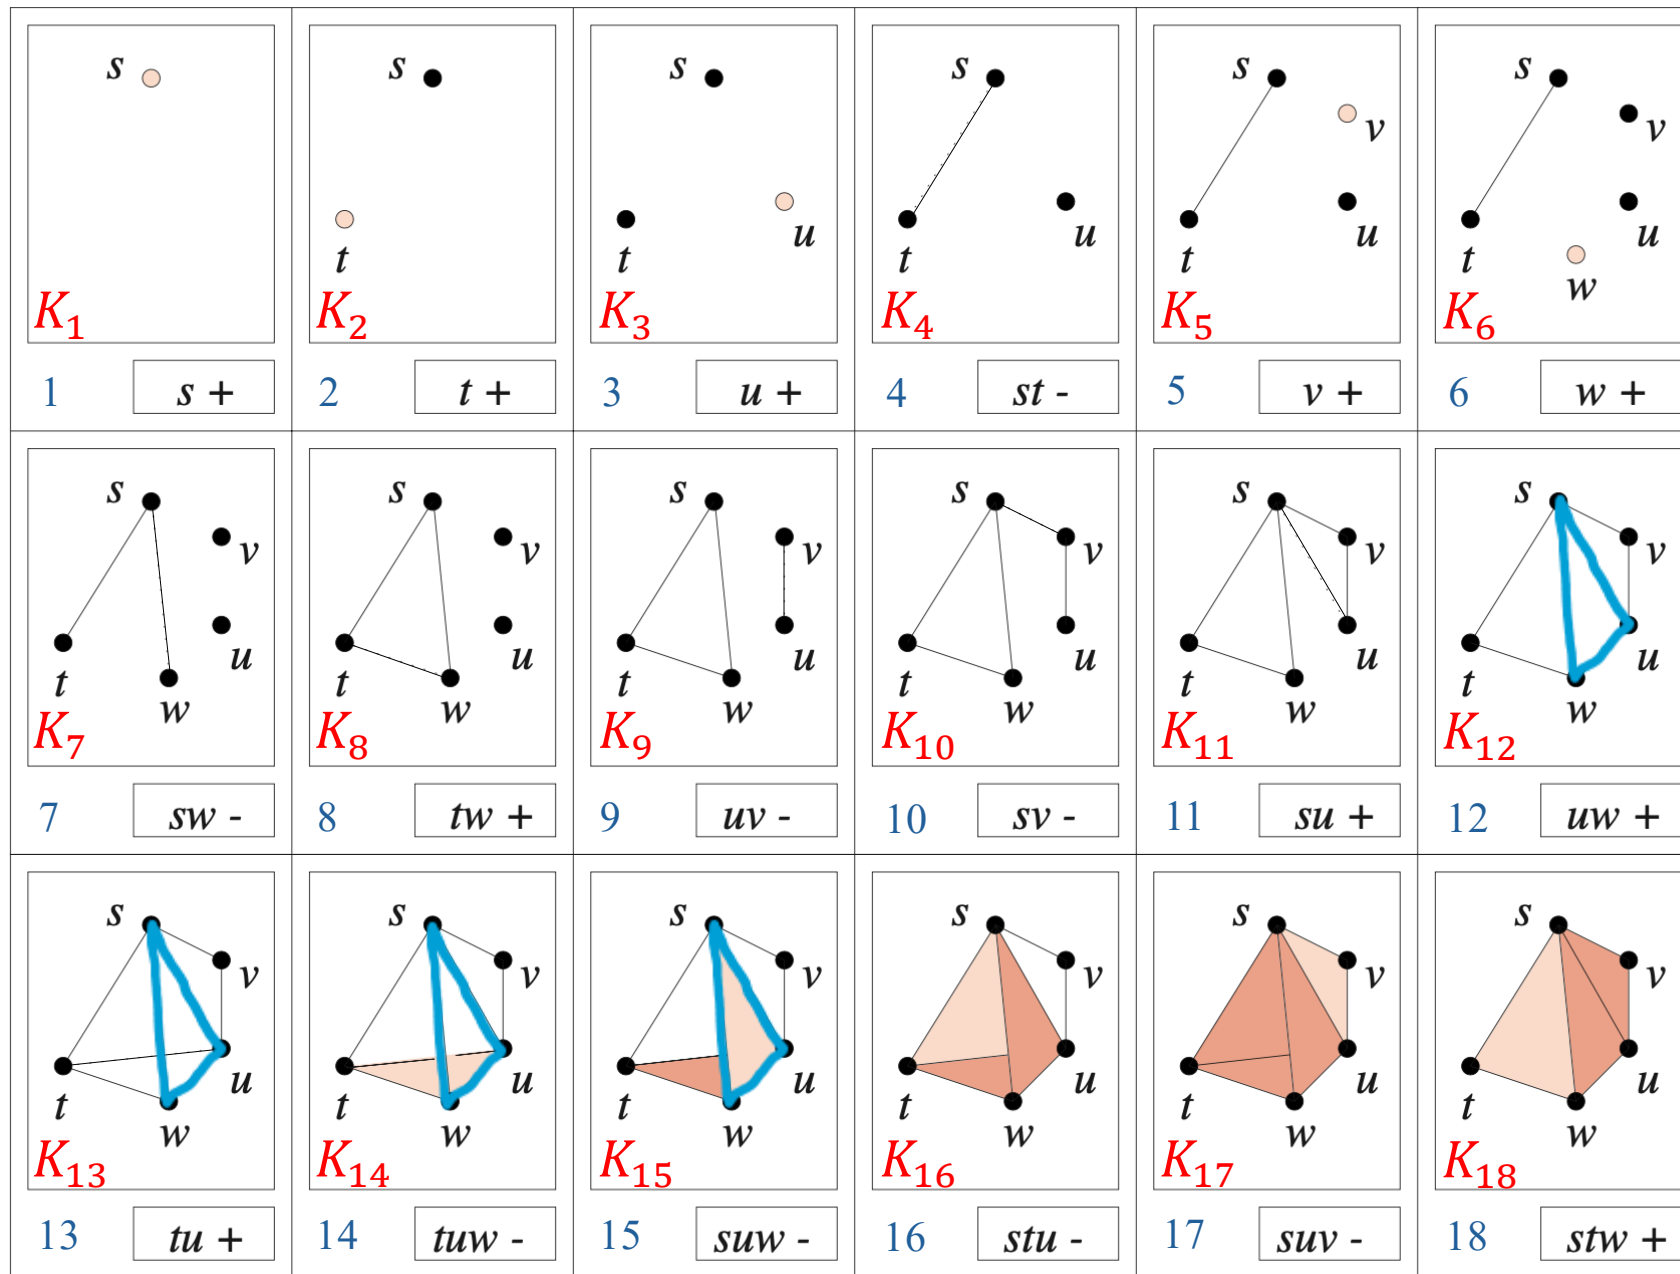 s s s s s s
v v
u u u u
t t t t t
w
K₁ K₂ K₃ K₄ K₅ K₆
1 s + 2 t + 3 u + 4 st - 5 v + 6 w +
s s s s s s
v v v v v v
u u u u u u
t t t t t t
w w w w w w
K₇ K₈ K₉ K₁₀ K₁₁ K₁₂
7 sw - 8 tw + 9 uv - 10 sv - 11 su + 12 uw +
s s s s s s
v v v v v v
u u u u u u
t t t t t t
w w w w w w
K₁₃ K₁₄ K₁₅ K₁₆ K₁₇ K₁₈
13 tu + 14 tuw - 15 suw - 16 stu - 17 suv - 18 stw +